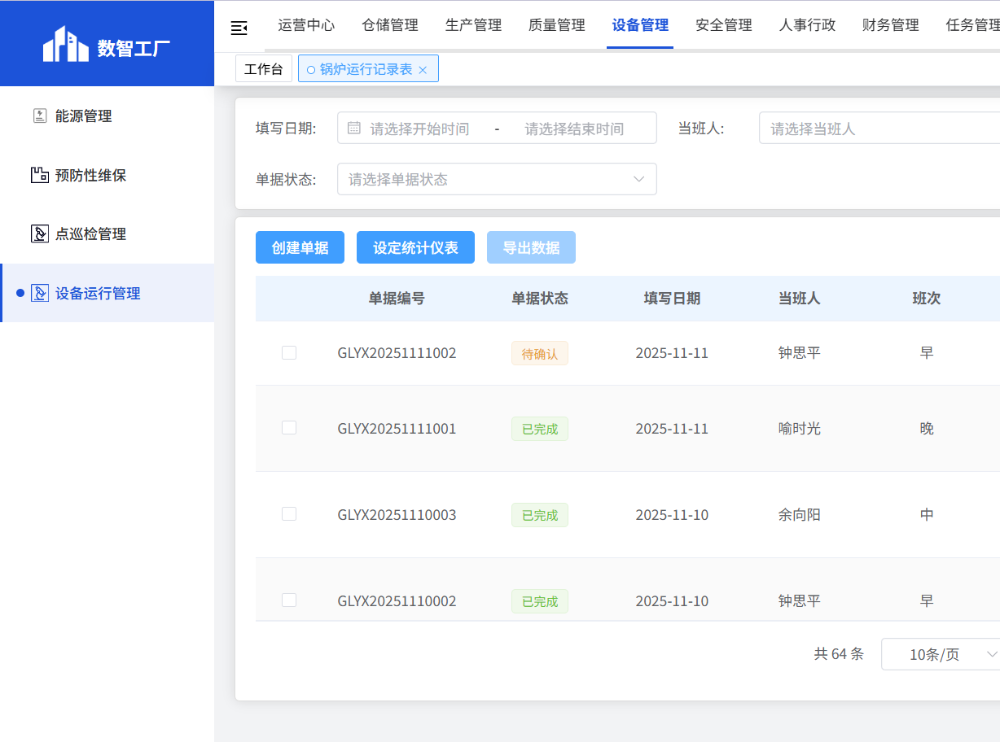 数智工厂
运营中心 仓储管理 生产管理 质量管理 设备管理 安全管理 人事行政 财务管理 任务管理
工作台 锅炉运行记录表
能源管理
预防性维保
点巡检管理
设备运行管理
填写日期: 请选择开始时间 - 请选择结束时间 当班人: 请选择当班人
单据状态: 请选择单据状态
创建单据 设定统计仪表 导出数据
单据编号 单据状态 填写日期 当班人 班次
GLYX20251111002 待确认 2025-11-11 钟思平 早
GLYX20251111001 已完成 2025-11-11 喻时光 晚
GLYX20251110003 已完成 2025-11-10 余向阳 中
GLYX20251110002 已完成 2025-11-10 钟思平 早
共 64 条 10条/页